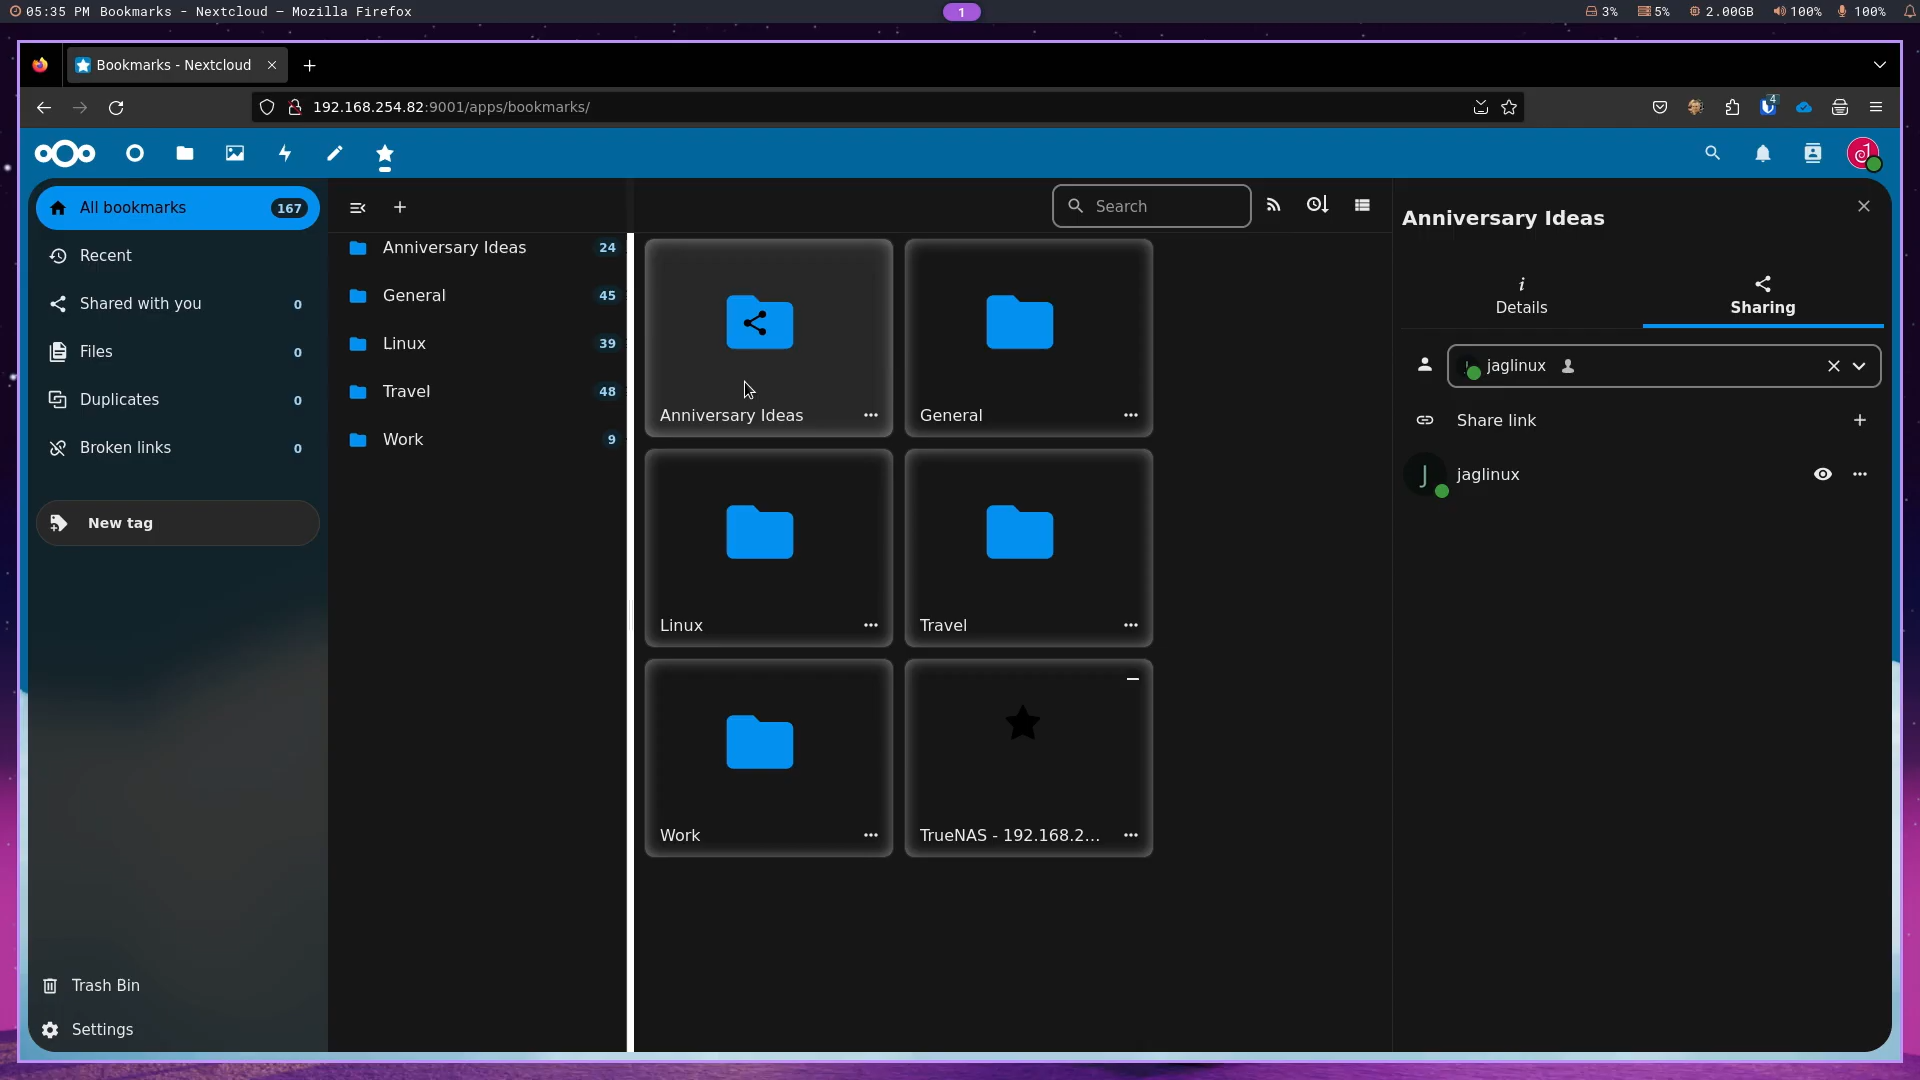 05:35 PM Bookmarks - Nextcloud — Mozilla Firefox
1
3% 5% 2.00GB 100% 100%
Bookmarks - Nextcloud
192.168.254.82:9001/apps/bookmarks/
4
All bookmarks 167
Recent
Shared with you 0
Files 0
Duplicates 0
Broken links 0
New tag
Trash Bin
Settings
Anniversary Ideas 24
General 45
Linux 39
Travel 48
Work 9
Search
Anniversary Ideas
General
Linux
Travel
Work
TrueNAS - 192.168.2...
Anniversary Ideas
Details
Sharing
jaglinux
Share link
J jaglinux